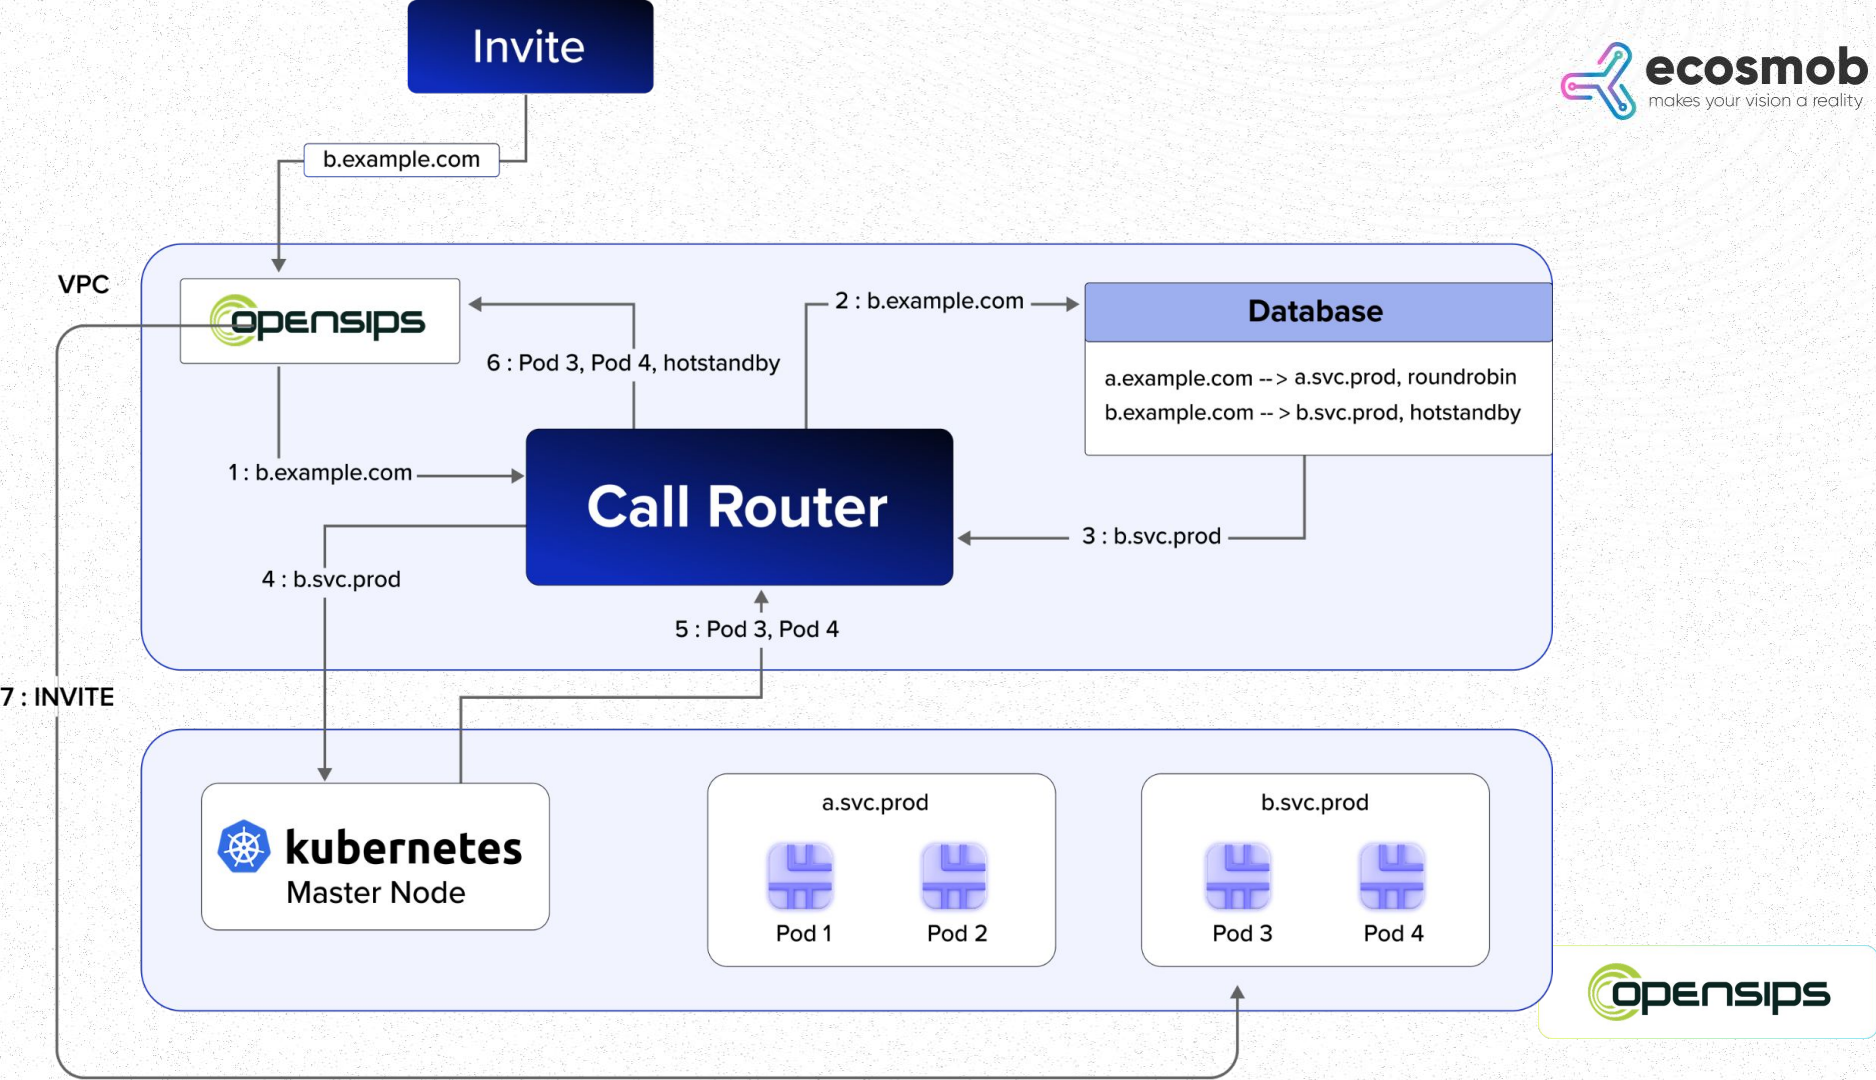 Invite
ecosmob
makes your vision a reality
b.example.com
VPC
opensips
2 : b.example.com
Database
6 : Pod 3, Pod 4, hotstandby
a.example.com -- > a.svc.prod, roundrobin
b.example.com -- > b.svc.prod, hotstandby
1 : b.example.com
Call Router
3 : b.svc.prod
4 : b.svc.prod
5 : Pod 3, Pod 4
7 : INVITE
kubernetes
Master Node
a.svc.prod
Pod 1
Pod 2
b.svc.prod
Pod 3
Pod 4
opensips